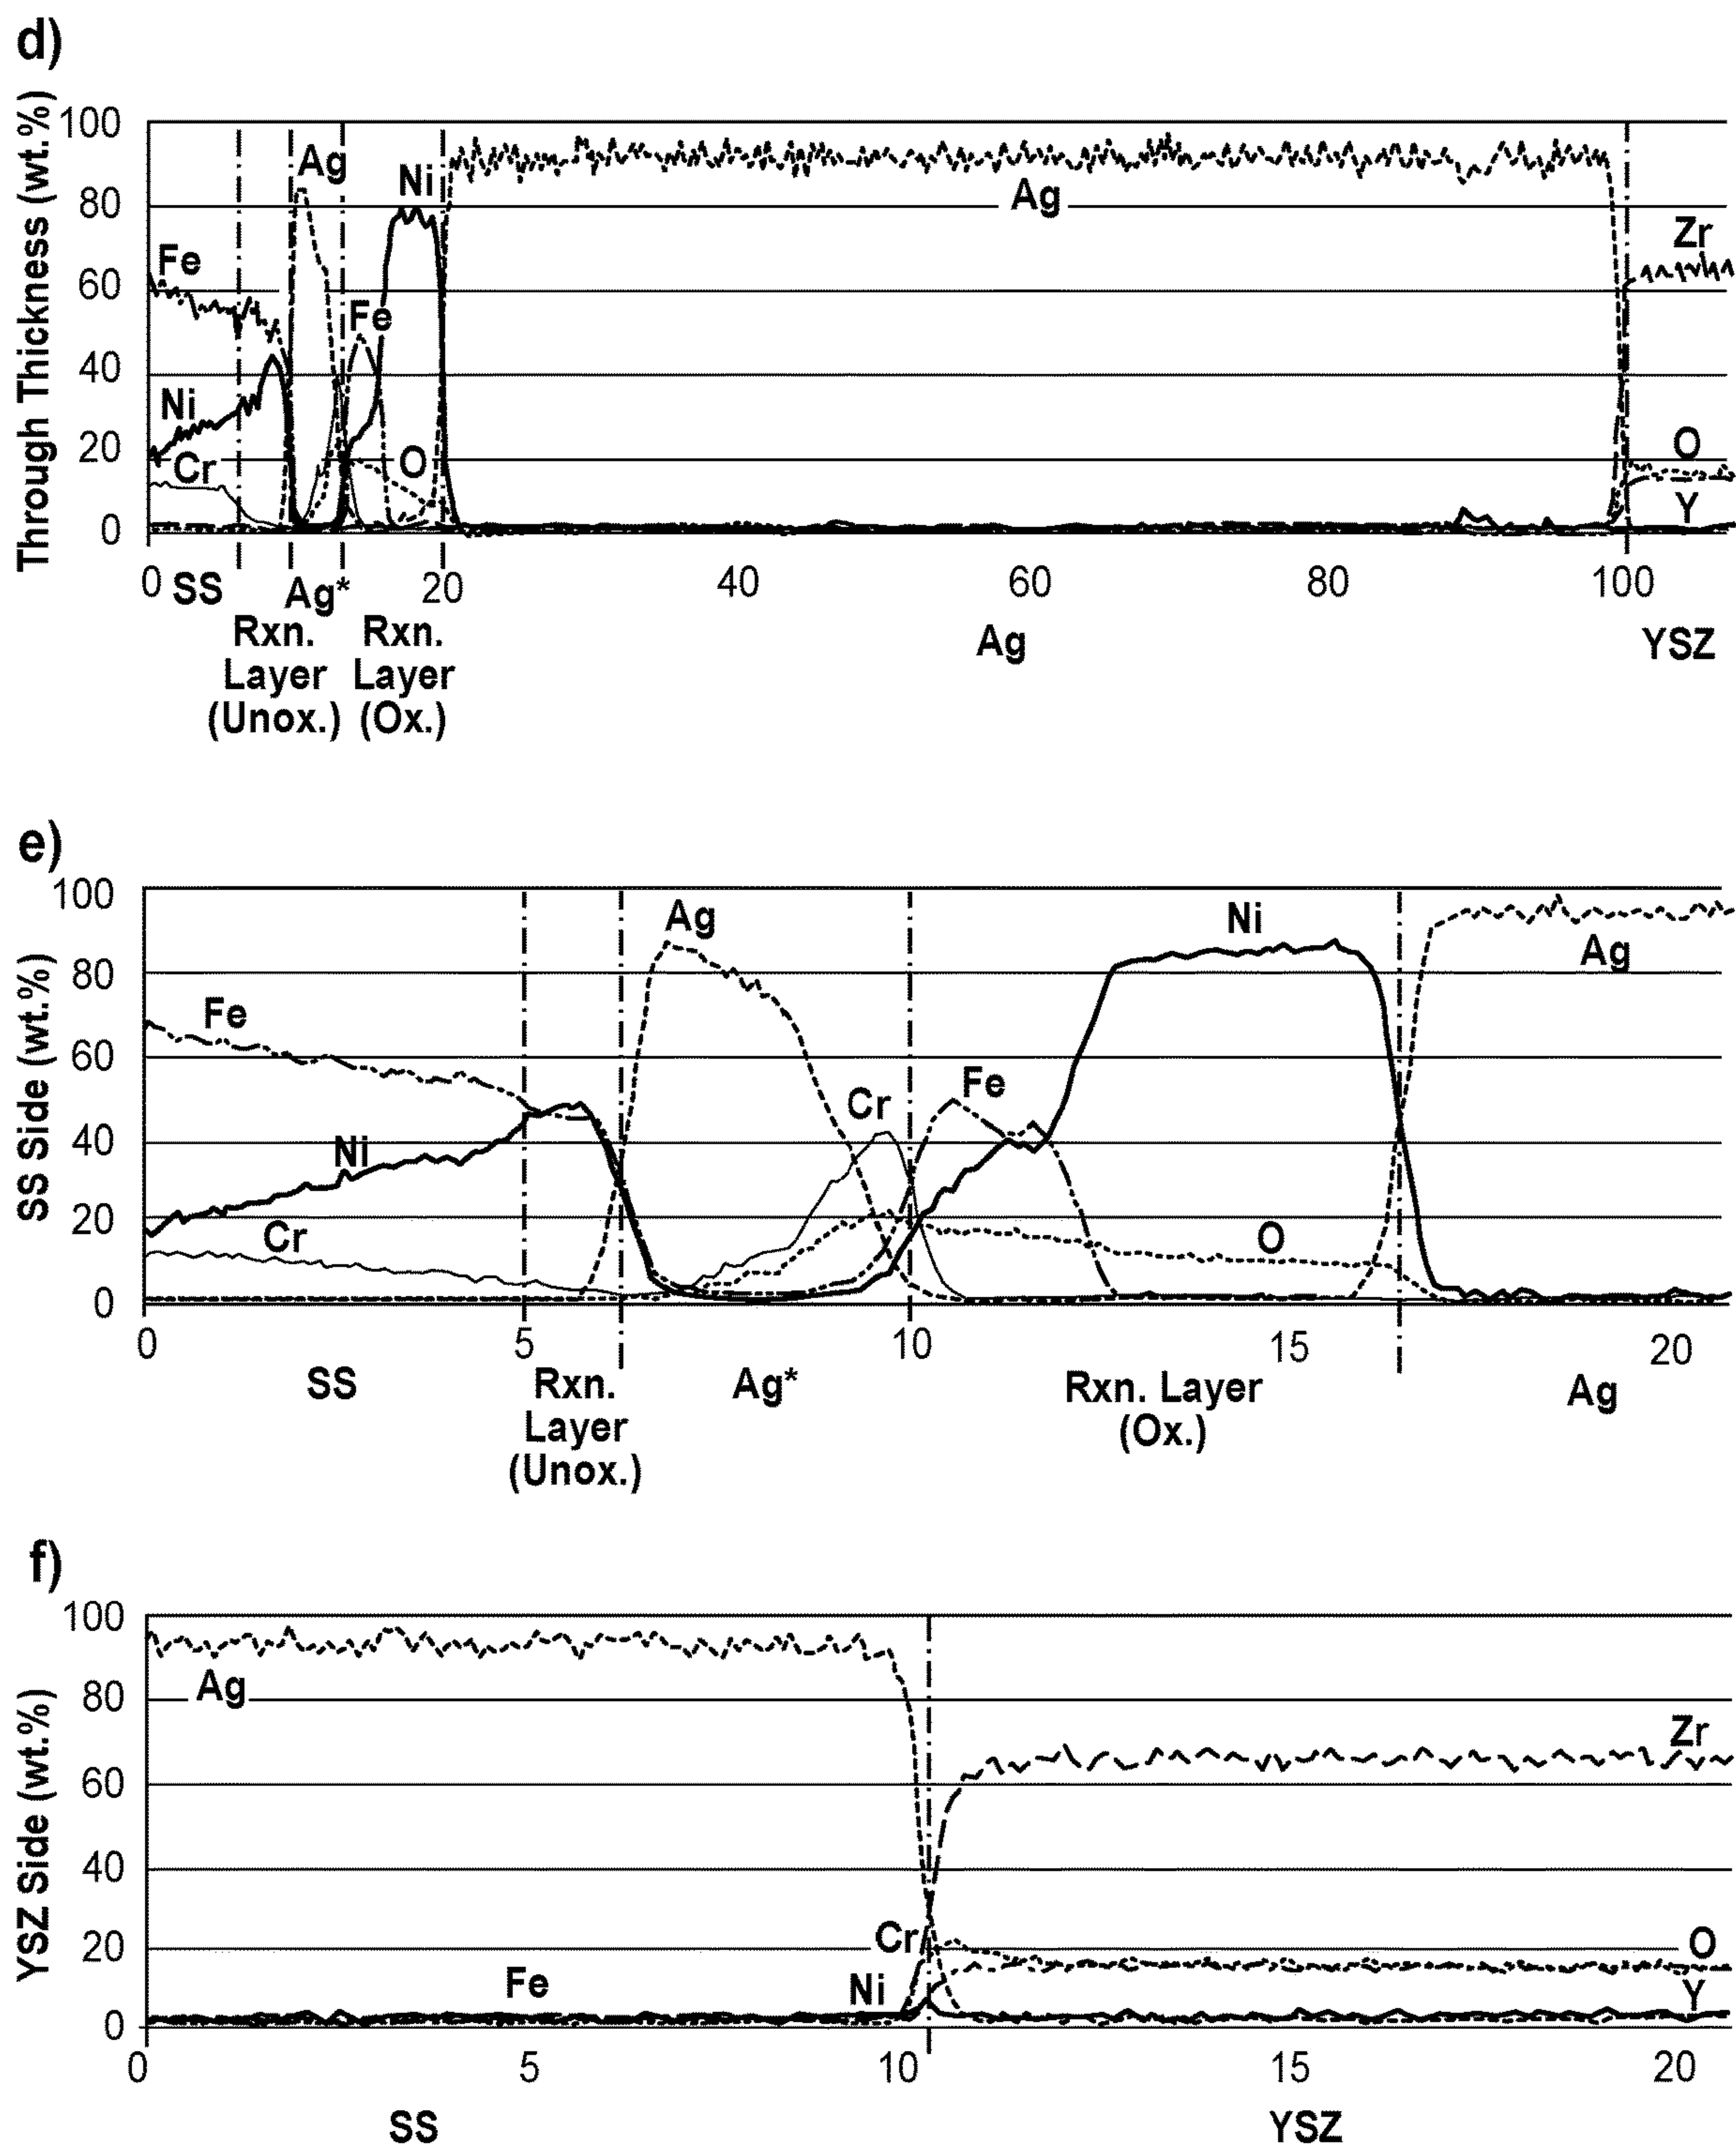 d)
Through Thickness (wt.%)
100
80
60
40
20
0
Fe
Ni
Cr
Ag
Ni
Fe
O
Ag
Zr
O
Y
0 SS Ag* 20 40 60 80 100
Rxn. Rxn.
Layer Layer
(Unox.) (Ox.)
Ag
YSZ
e)
SS Side (wt.%)
100
80
60
40
20
0
Fe
Ni
Cr
Ag
Cr
Fe
Ni
O
Ag
0 5 10 15 20
SS
Rxn.
Layer
(Unox.)
Ag*
Rxn. Layer
(Ox.)
Ag
f)
YSZ Side (wt.%)
100
80
60
40
20
0
Ag
Fe
Cr
Ni
Zr
O
Y
0 5 10 15 20
SS YSZ